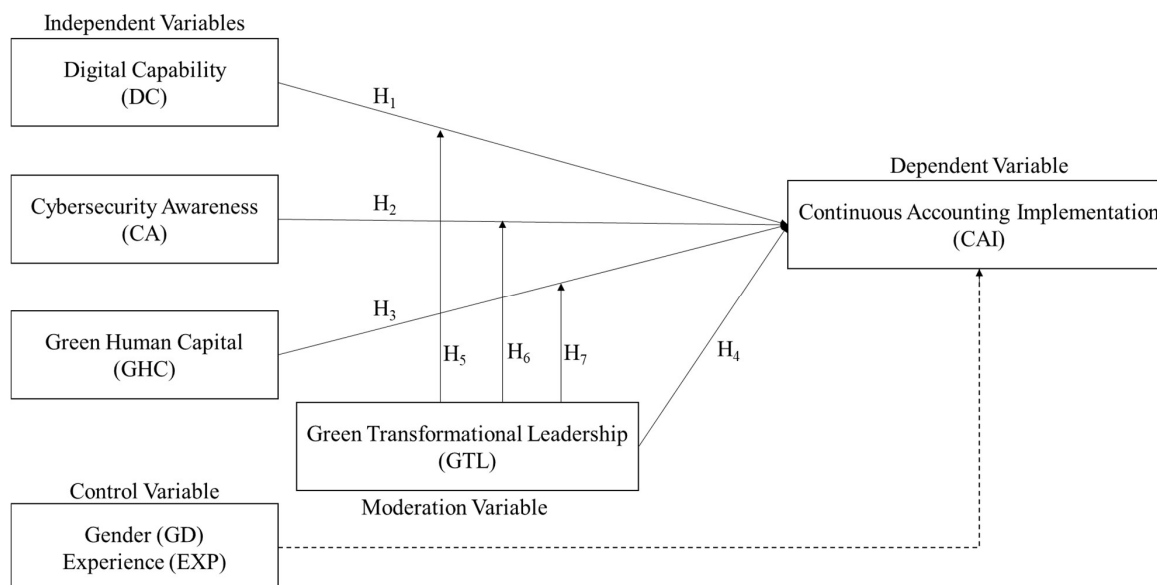 Independent Variables
Digital Capability
(DC)
H₁
Dependent Variable
Cybersecurity Awareness
(CA)
H₂
Continuous Accounting Implementation
(CAI)
Green Human Capital
(GHC)
H₃
H₅
H₆
H₇
H₄
Green Transformational Leadership
(GTL)
Moderation Variable
Control Variable
Gender (GD)
Experience (EXP)